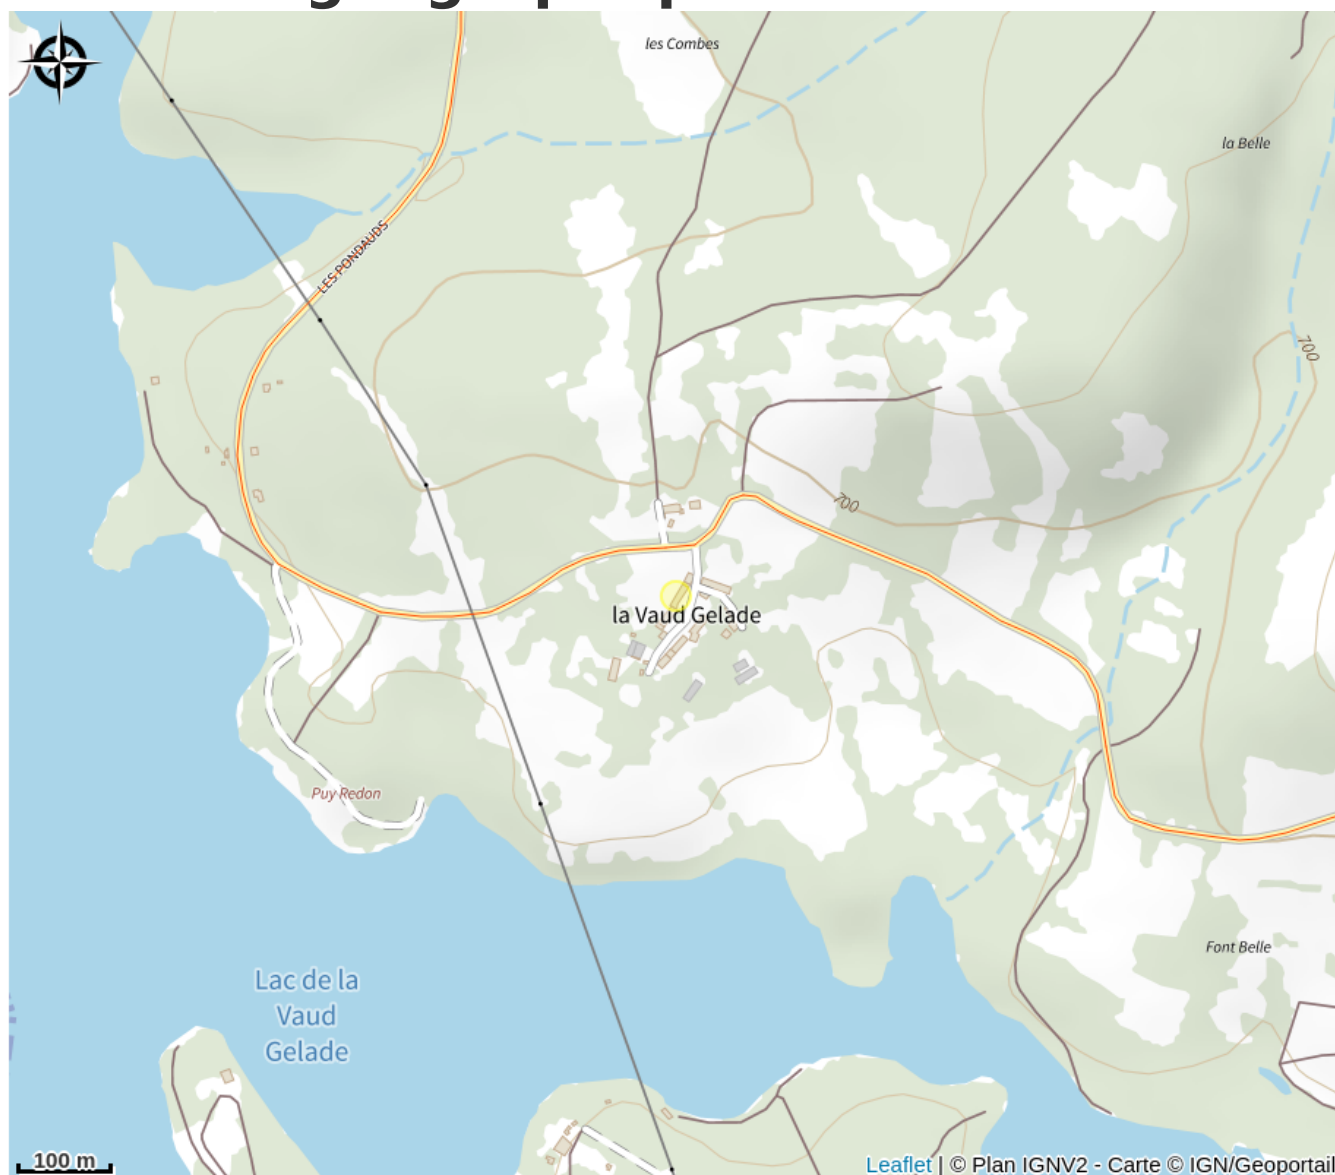 les Combes
la Belle
LES PONDAUDS
700
700
la Vaud Gelade
Puy Redon
Font Belle
Lac de la
Vaud
Gelade
100 m
Leaflet | © Plan IGNV2 - Carte © IGN/Geoportail